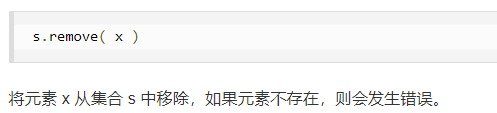 s.remove( x )
将元素 x 从集合 s 中移除，如果元素不存在，则会发生错误。